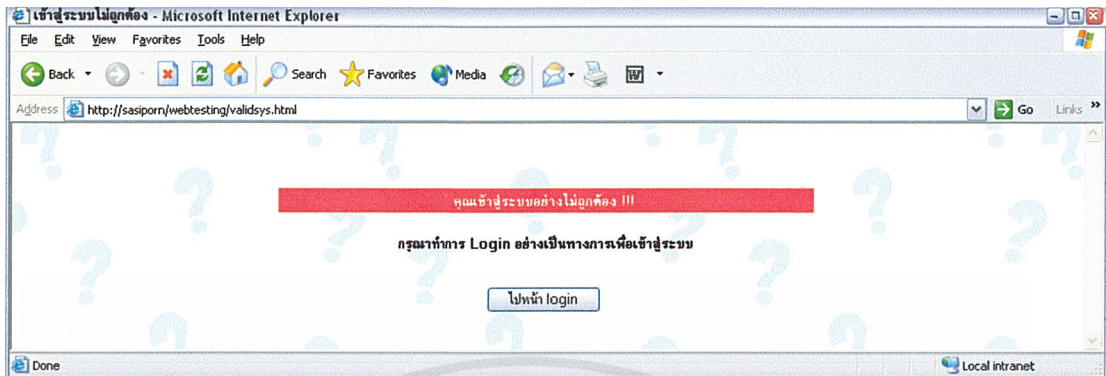 เข้าสู่ระบบไม่ถูกต้อง - Microsoft Internet Explorer
File Edit View Favorites Tools Help
Back Search Favorites Media
Address http://sasiporn/webtesting/validsys.html Go Links »
คุณเข้าสู่ระบบอย่างไม่ถูกต้อง !!!
กรุณาทำการ Login อย่างเป็นทางการเพื่อเข้าสู่ระบบ
ไปหน้า login
Done Local intranet